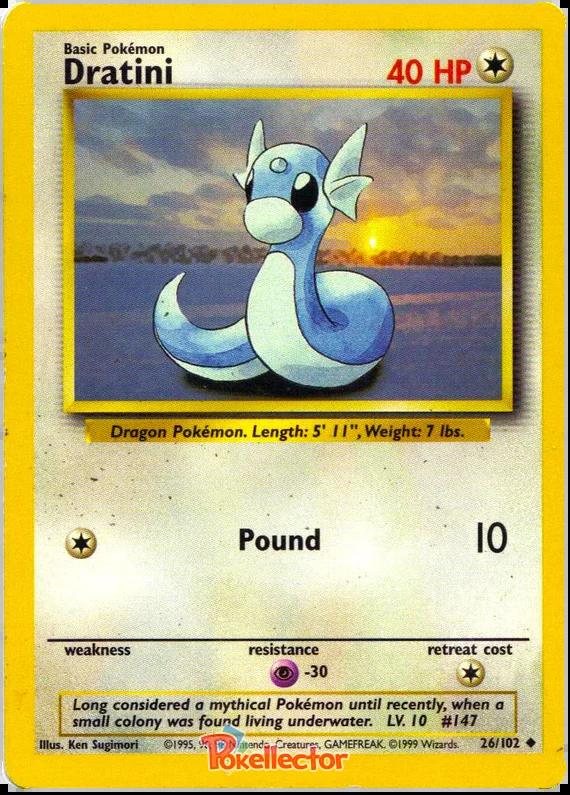 Basic Pokémon
Dratini
40 HP
Dragon Pokémon. Length: 5' 11", Weight: 7 lbs.
Pound 10
weakness resistance retreat cost
-30
Long considered a mythical Pokémon until recently, when a
small colony was found living underwater. LV. 10 #147
Illus. Ken Sugimori ©1995, Nintendo, Creatures, GAMEFREAK. ©1999 Wizards. 26/102
Pokellector